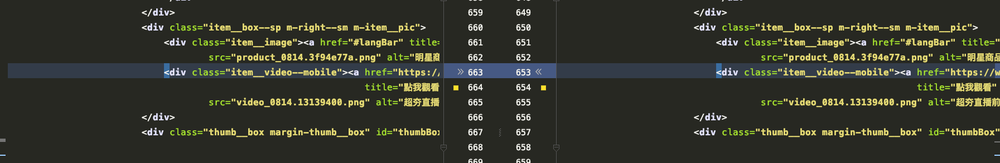 </div> 659 649 </div>
<div class="item__box--sp m-right--sm m-item__pic"> 660 650 <div class="item__box--sp m-right--sm m-item__pic">
<div class="item__image"><a href="#langBar" title= 661 651 <div class="item__image"><a href="#langBar" title="
src="product_0814.3f94e77a.png" alt="明星商 662 652 src="product_0814.3f94e77a.png" alt="明星商品
<div class="item__video--mobile"><a href="https:// » 663 653 « <div class="item__video--mobile"><a href="https://w
title="點我觀看 664 654 title="點我觀看"
src="video_0814.13139400.png" alt="超夯直播 665 655 src="video_0814.13139400.png" alt="超夯直播前
</div> 666 656 </div>
<div class="thumb__box margin-thumb__box" id="thumbBox 667 657 <div class="thumb__box margin-thumb__box" id="thumbBox"
668 658
669 659